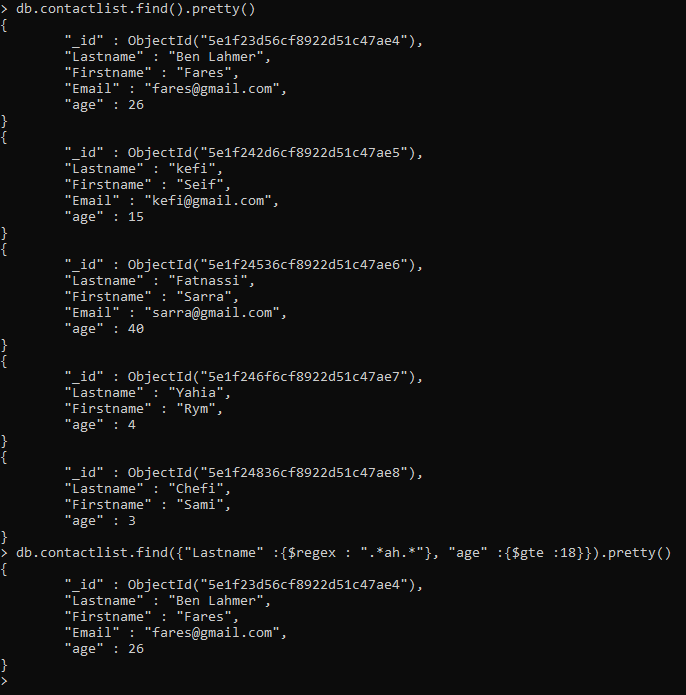 > db.contactlist.find().pretty()
{
        "_id" : ObjectId("5e1f23d56cf8922d51c47ae4"),
        "Lastname" : "Ben Lahmer",
        "Firstname" : "Fares",
        "Email" : "fares@gmail.com",
        "age" : 26
}
{
        "_id" : ObjectId("5e1f242d6cf8922d51c47ae5"),
        "Lastname" : "kefi",
        "Firstname" : "Seif",
        "Email" : "kefi@gmail.com",
        "age" : 15
}
{
        "_id" : ObjectId("5e1f24536cf8922d51c47ae6"),
        "Lastname" : "Fatnassi",
        "Firstname" : "Sarra",
        "Email" : "sarra@gmail.com",
        "age" : 40
}
{
        "_id" : ObjectId("5e1f246f6cf8922d51c47ae7"),
        "Lastname" : "Yahia",
        "Firstname" : "Rym",
        "age" : 4
}
{
        "_id" : ObjectId("5e1f24836cf8922d51c47ae8"),
        "Lastname" : "Chefi",
        "Firstname" : "Sami",
        "age" : 3
}
> db.contactlist.find({"Lastname" :{$regex : ".*ah.*"}, "age" :{$gte :18}}).pretty()
{
        "_id" : ObjectId("5e1f23d56cf8922d51c47ae4"),
        "Lastname" : "Ben Lahmer",
        "Firstname" : "Fares",
        "Email" : "fares@gmail.com",
        "age" : 26
}
>